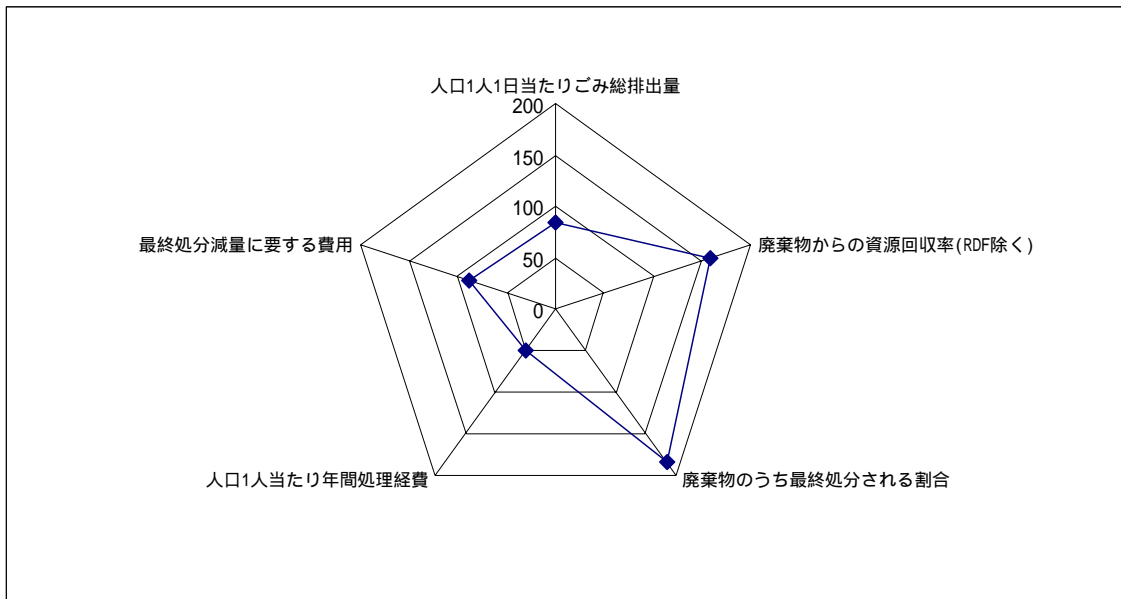 人口1人1日当たりごみ総排出量
200
150
100
50
0
廃棄物からの資源回収率(RDF除く)
最終処分減量に要する費用
人口1人当たり年間処理経費
廃棄物のうち最終処分される割合